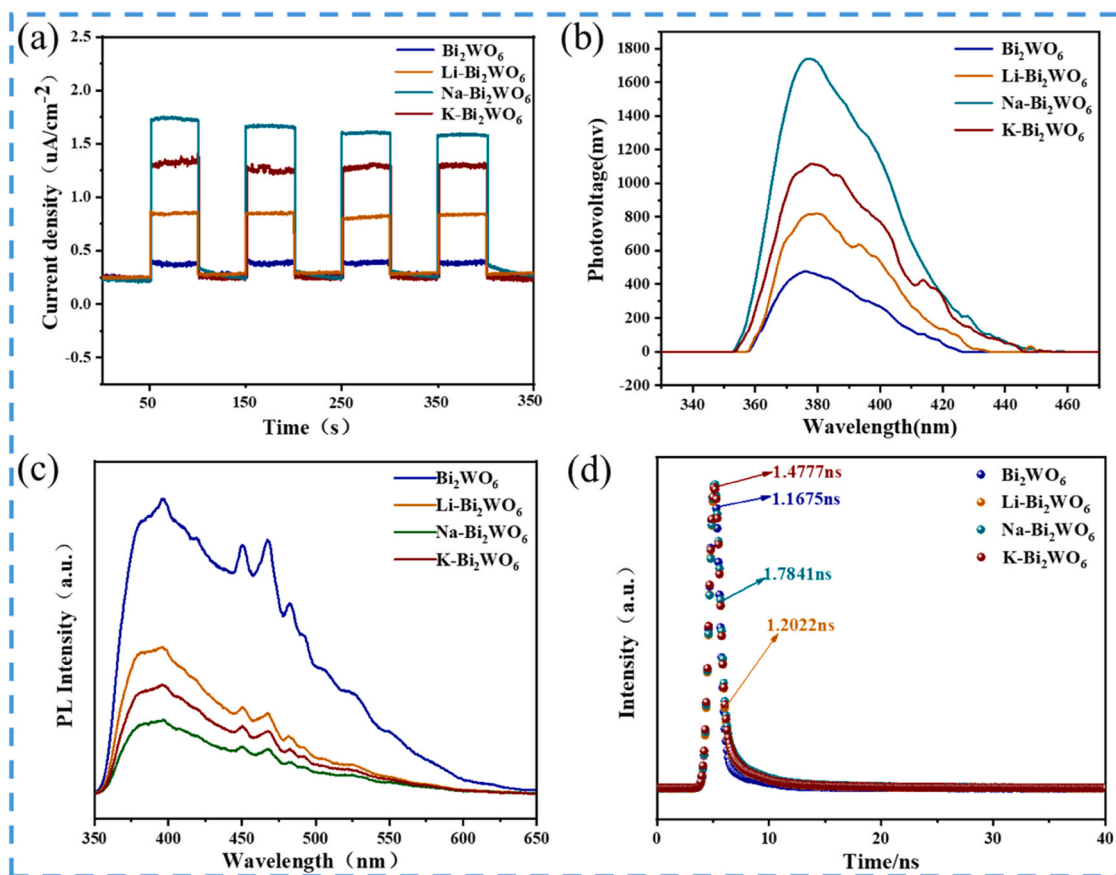 (a)
Bi₂WO₆
Li-Bi₂WO₆
Na-Bi₂WO₆
K-Bi₂WO₆
2.5
2.0
1.5
1.0
0.5
0.0
-0.5
Current density（uA/cm⁻²）
50
150
250
350
350
Time（s）
(b)
Bi₂WO₆
Li-Bi₂WO₆
Na-Bi₂WO₆
K-Bi₂WO₆
1800
1600
1400
1200
1000
800
600
400
200
0
-200
Photovoltage(mv)
340
360
380
400
420
440
460
Wavelength(nm)
(c)
Bi₂WO₆
Li-Bi₂WO₆
Na-Bi₂WO₆
K-Bi₂WO₆
PL Intensity（a.u.）
350
400
450
500
550
600
650
Wavelength（nm）
(d)
1.4777ns
1.1675ns
1.7841ns
1.2022ns
Bi₂WO₆
Li-Bi₂WO₆
Na-Bi₂WO₆
K-Bi₂WO₆
Intensity（a.u.）
0
10
20
30
40
Time/ns